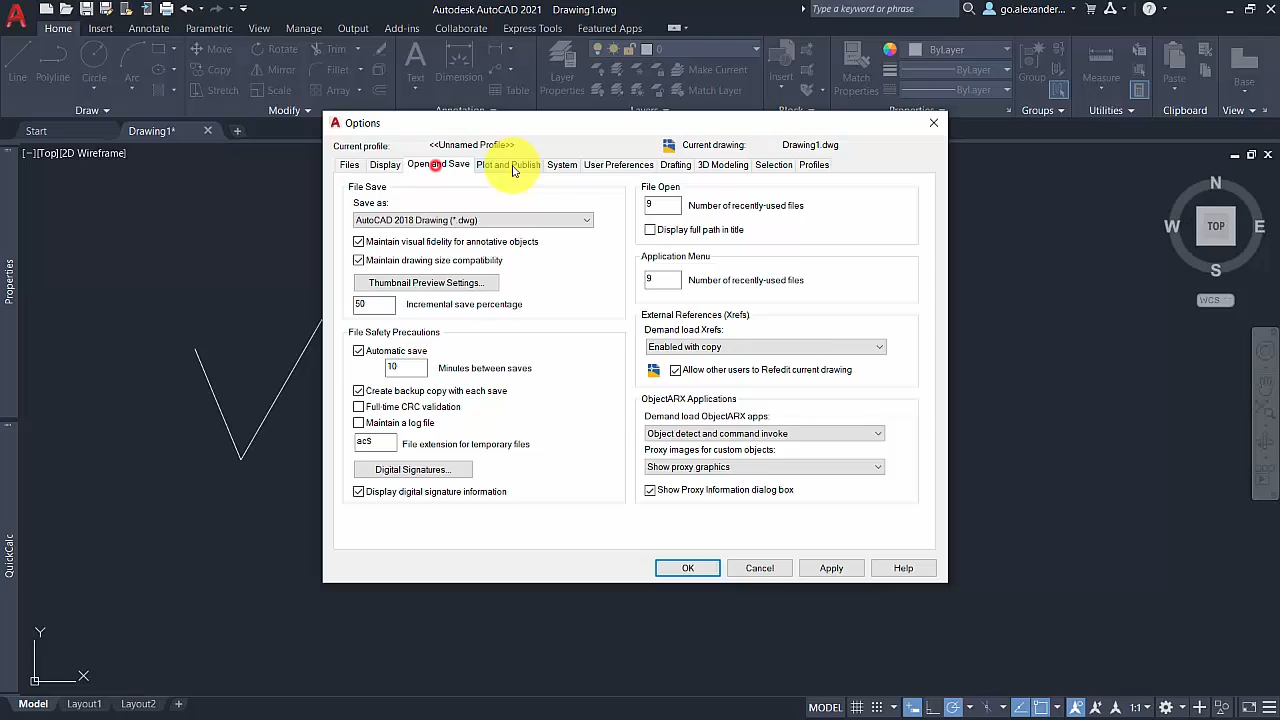 Autodesk AutoCAD 2021 Drawing1.dwg
Type a keyword or phrase
go.alexander...
Home Insert Annotate Parametric View Manage Output Add-ins Collaborate Express Tools Featured Apps
Line Polyline Circle Arc
Move Rotate Trim
Copy Mirror Fillet
Stretch Scale Array
Text Dimension Table
Layer Properties
0
Make Current
Match Layer
Insert
Match Properties
ByLayer
ByLayer
ByLayer
Group Measure Paste Base
Draw Modify Annotation Layers Block Properties Groups Utilities Clipboard View
Start Drawing1*
[−][Top][2D Wireframe]
Options
Current profile: <<Unnamed Profile>> Current drawing: Drawing1.dwg
Files Display Open and Save Plot and Publish System User Preferences Drafting 3D Modeling Selection Profiles
File Save
Save as:
AutoCAD 2018 Drawing (*.dwg)
Maintain visual fidelity for annotative objects
Maintain drawing size compatibility
Thumbnail Preview Settings...
50 Incremental save percentage
File Safety Precautions
Automatic save
10 Minutes between saves
Create backup copy with each save
Full-time CRC validation
Maintain a log file
ac$ File extension for temporary files
Digital Signatures...
Display digital signature information
File Open
9 Number of recently-used files
Display full path in title
Application Menu
9 Number of recently-used files
External References (Xrefs)
Demand load Xrefs:
Enabled with copy
Allow other users to Refedit current drawing
ObjectARX Applications
Demand load ObjectARX apps:
Object detect and command invoke
Proxy images for custom objects:
Show proxy graphics
Show Proxy Information dialog box
OK Cancel Apply Help
N
W TOP E
S
WCS
Properties
QuickCalc
Y
X
Model Layout1 Layout2
MODEL 1:1